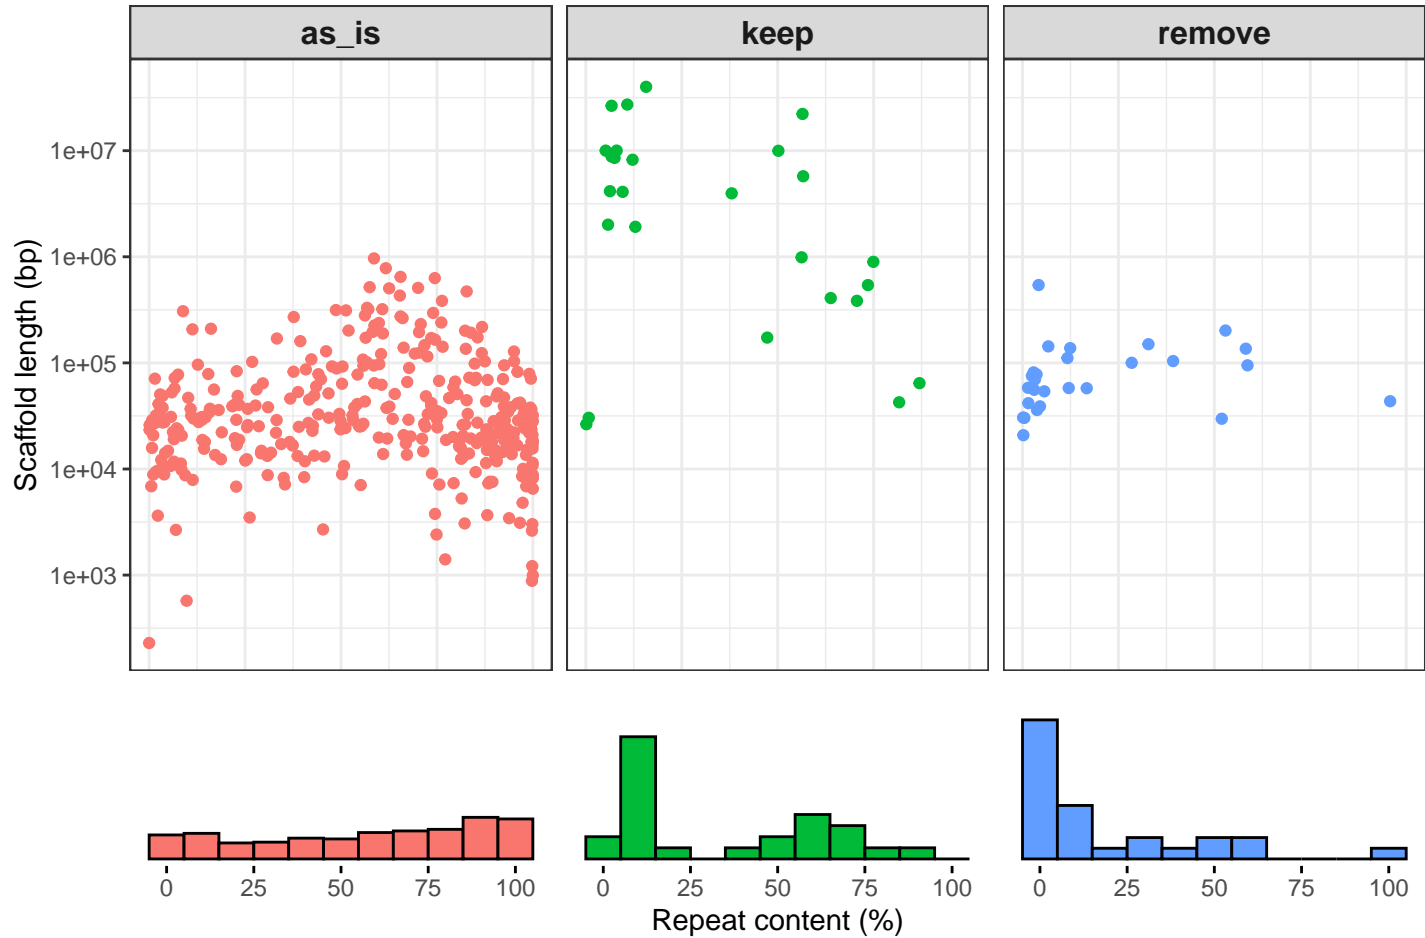 as_is
keep
remove
Scaffold length (bp)
1e+07
1e+06
1e+05
1e+04
1e+03
0 25 50 75 100
0 25 50 75 100
0 25 50 75 100
Repeat content (%)